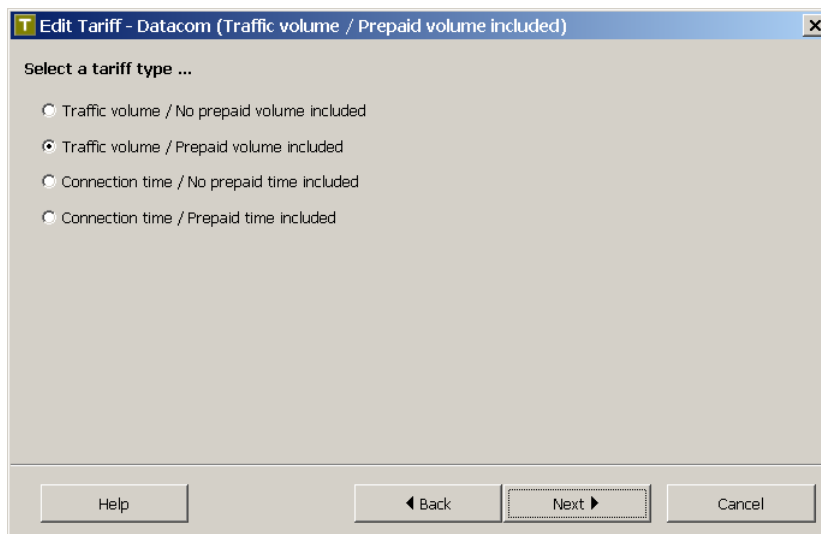 T Edit Tariff - Datacom (Traffic volume / Prepaid volume included)
Select a tariff type ...
Traffic volume / No prepaid volume included
Traffic volume / Prepaid volume included
Connection time / No prepaid time included
Connection time / Prepaid time included
Help Back Next Cancel